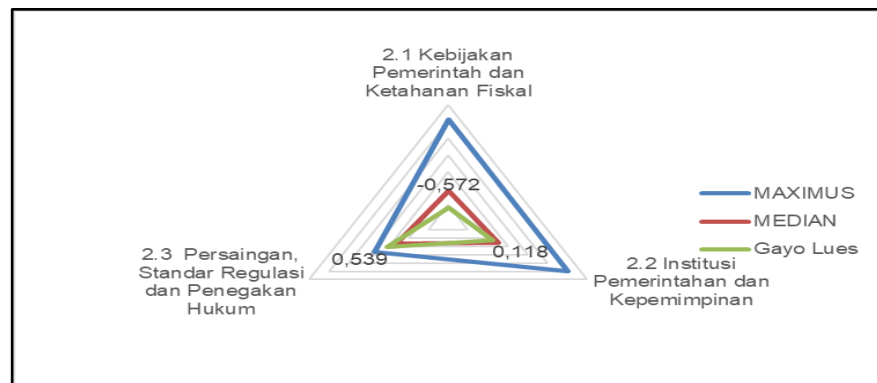 2.1 Kebijakan
Pemerintah dan
Ketahanan Fiskal
-0,572
MAXIMUS
MEDIAN
Gayo Lues
2.3 Persaingan,
Standar Regulasi
dan Penegakan
Hukum
0,539
0,118
2.2 Institusi
Pemerintahan dan
Kepemimpinan